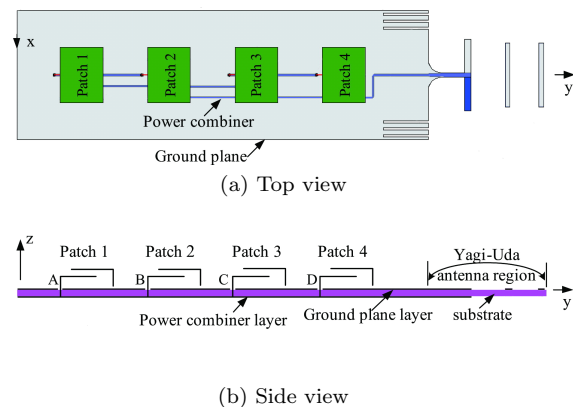 x
Patch 1
Patch 2
Patch 3
Patch 4
y
Power combiner
Ground plane
(a) Top view
z
Patch 1
Patch 2
Patch 3
Patch 4
Yagi-Uda
antenna region
A
B
C
D
y
Power combiner layer
Ground plane layer
substrate
(b) Side view